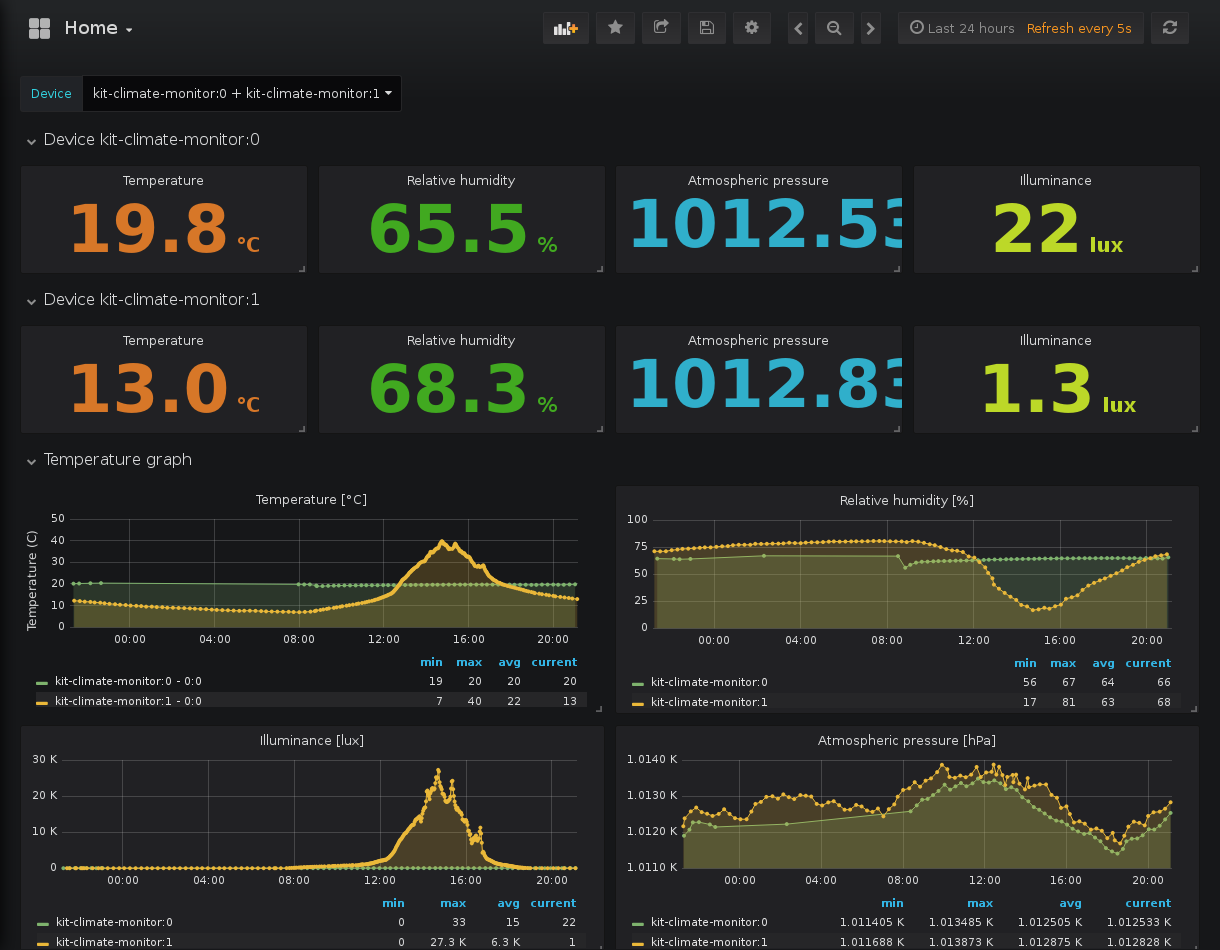 Home
Last 24 hours Refresh every 5s
Device kit-climate-monitor:0 + kit-climate-monitor:1
Device kit-climate-monitor:0
Temperature Relative humidity Atmospheric pressure Illuminance
19.8 °C 65.5 % 1012.53 22 lux
Device kit-climate-monitor:1
Temperature Relative humidity Atmospheric pressure Illuminance
13.0 °C 68.3 % 1012.83 1.3 lux
Temperature graph
Temperature [°C]
Temperature (C)
50
40
30
20
10
0
00:00 04:00 08:00 12:00 16:00 20:00
min max avg current
kit-climate-monitor:0 - 0:0 19 20 20 20
kit-climate-monitor:1 - 0:0 7 40 22 13
Relative humidity [%]
100
75
50
25
0
00:00 04:00 08:00 12:00 16:00 20:00
min max avg current
kit-climate-monitor:0 56 67 64 66
kit-climate-monitor:1 17 81 63 68
Illuminance [lux]
30 K
20 K
10 K
0
00:00 04:00 08:00 12:00 16:00 20:00
min max avg current
kit-climate-monitor:0 0 33 15 22
kit-climate-monitor:1 0 27.3 K 6.3 K 1
Atmospheric pressure [hPa]
1.0140 K
1.0130 K
1.0120 K
1.0110 K
00:00 04:00 08:00 12:00 16:00 20:00
min max avg current
kit-climate-monitor:0 1.011405 K 1.013485 K 1.012505 K 1.012533 K
kit-climate-monitor:1 1.011688 K 1.013873 K 1.012875 K 1.012828 K